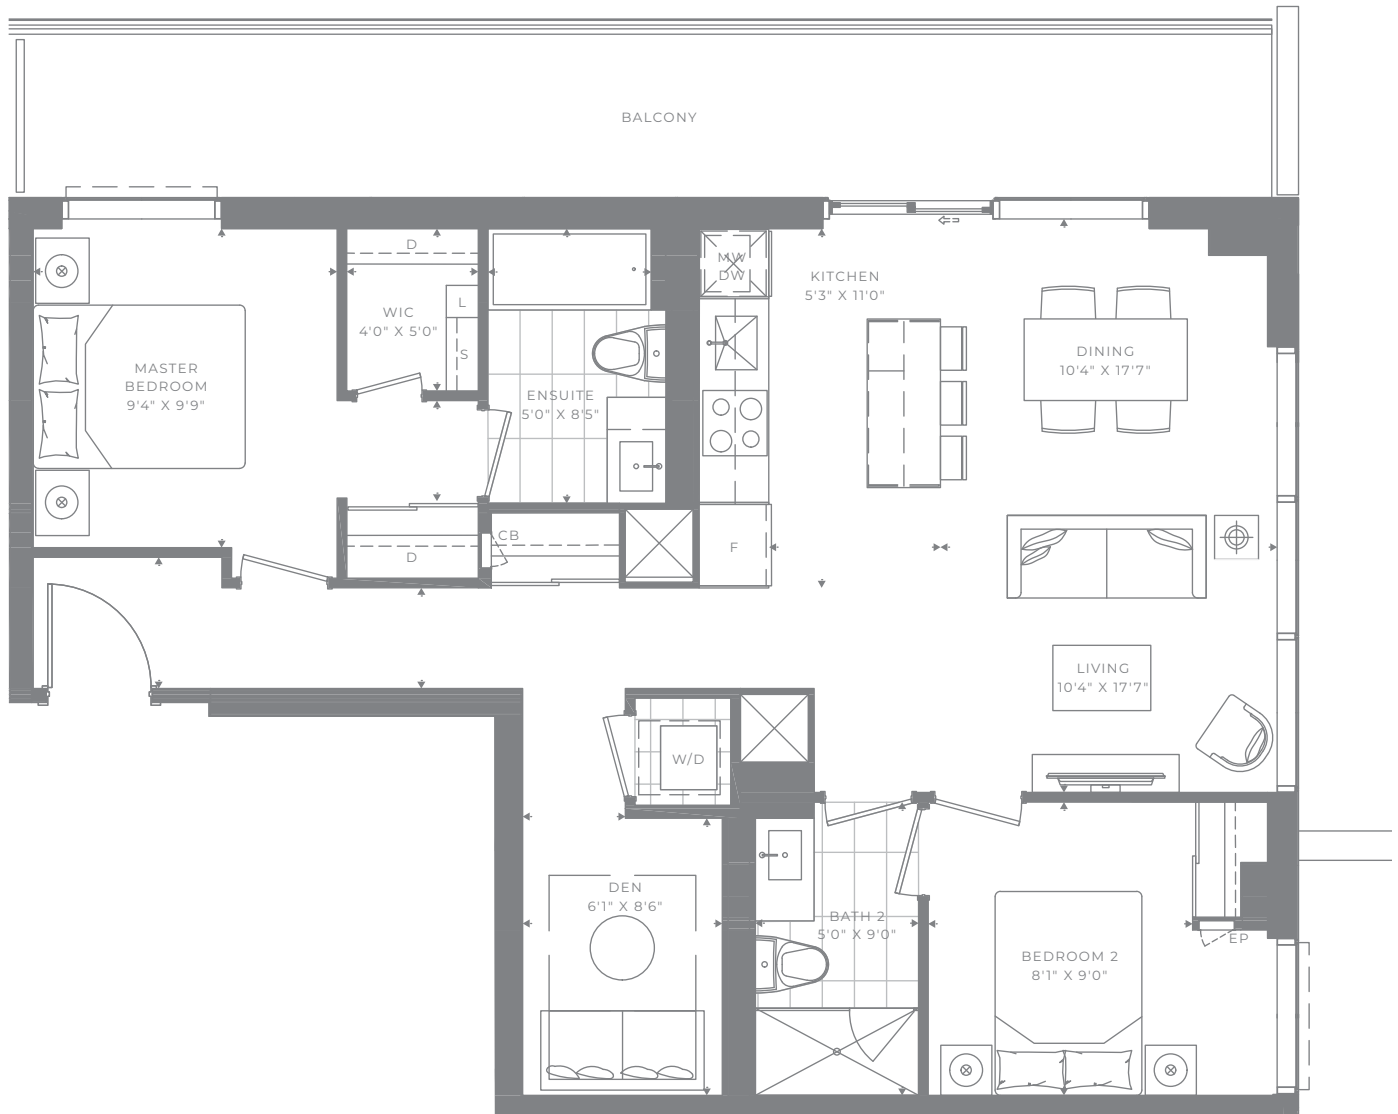 BALCONY
D
MW
DW
KITCHEN
5'3" X 11'0"
L
WIC
4'0" X 5'0"
S
MASTER
BEDROOM
9'4" X 9'9"
ENSUITE
5'0" X 8'5"
DINING
10'4" X 17'7"
CB
D
F
LIVING
10'4" X 17'7"
W/D
DEN
6'1" X 8'6"
BATH 2
5'0" X 9'0"
EP
BEDROOM 2
8'1" X 9'0"